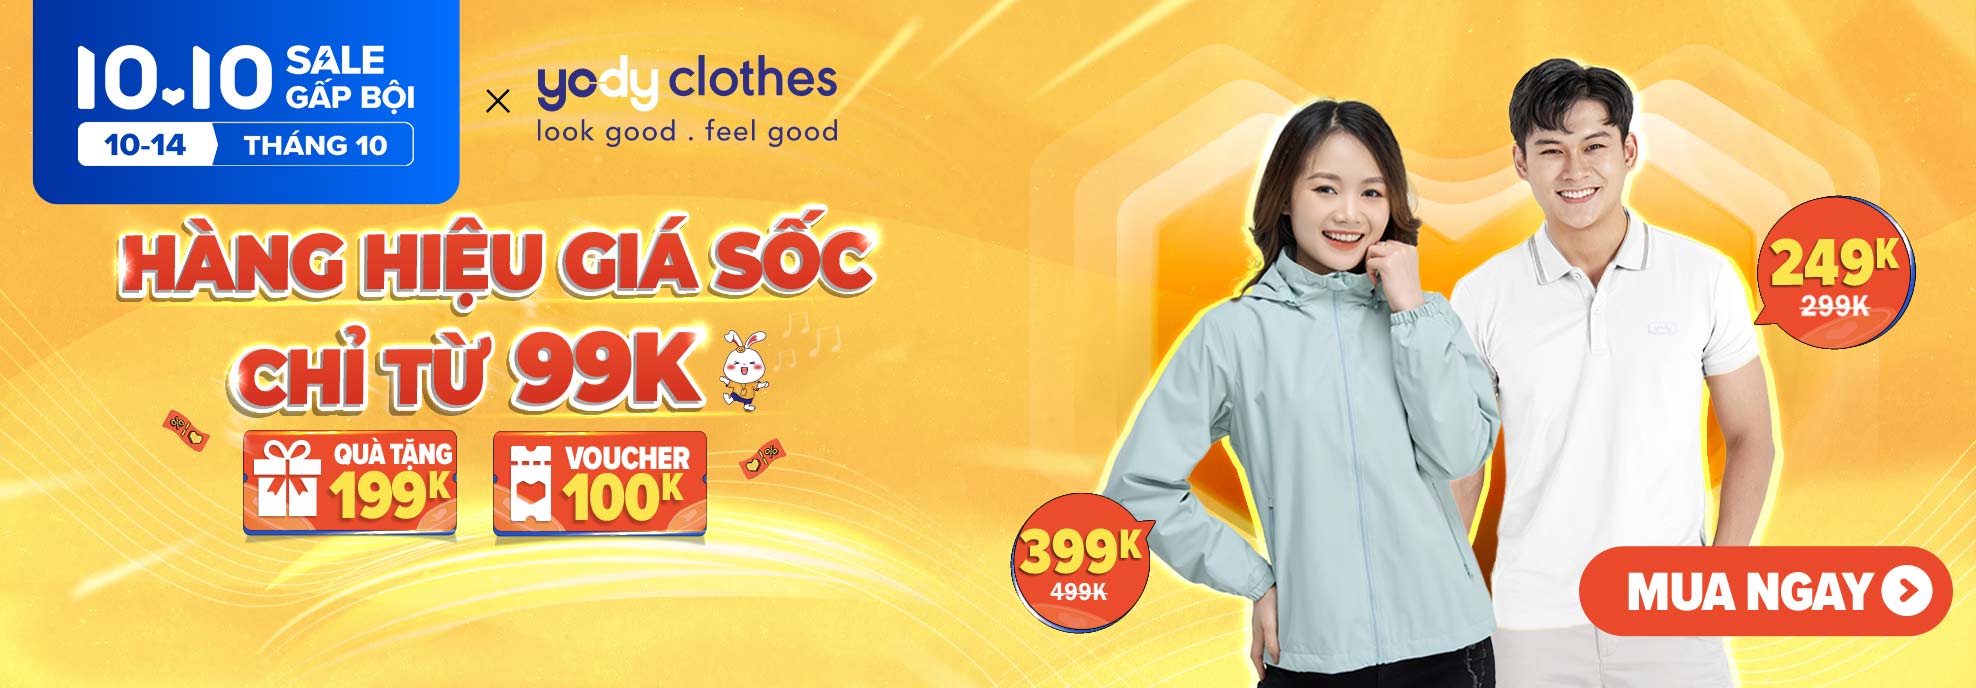 10.10 SALE
GẤP BỘI
10-14 THÁNG 10
×
yody clothes
look good . feel good
HÀNG HIỆU GIÁ SỐC
CHỈ TỪ 99K
QUÀ TẶNG
199K
VOUCHER
100K
249K
299K
399K
499K
MUA NGAY